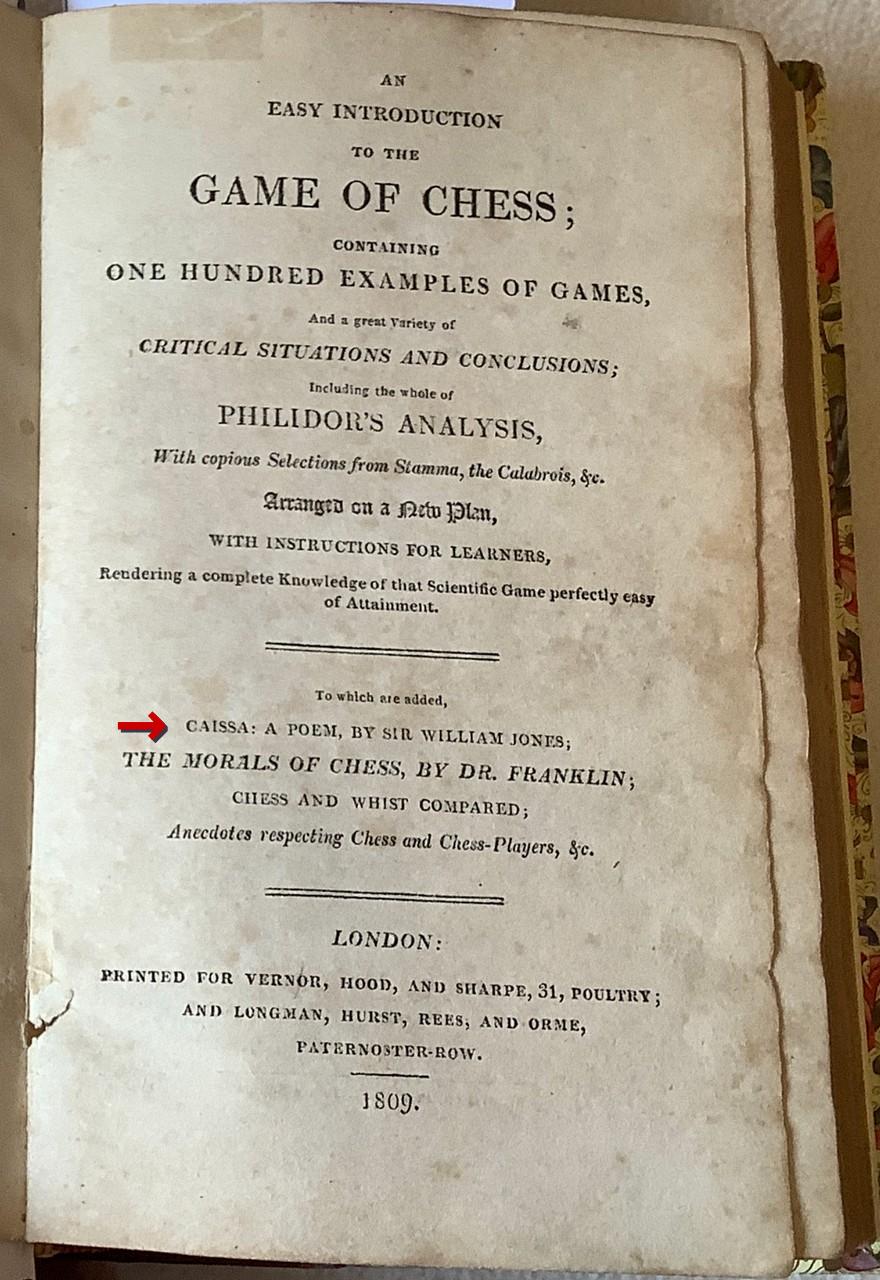 AN
EASY INTRODUCTION
TO THE
GAME OF CHESS;
CONTAINING
ONE HUNDRED EXAMPLES OF GAMES,
And a great Variety of
CRITICAL SITUATIONS AND CONCLUSIONS;
Including the whole of
PHILIDOR'S ANALYSIS,
With copious Selections from Stamma, the Calabrois, &c.
Arranged on a New Plan,
WITH INSTRUCTIONS FOR LEARNERS,
Rendering a complete Knowledge of that Scientific Game perfectly easy
of Attainment.
To which are added,
CAISSA: A POEM, BY SIR WILLIAM JONES;
THE MORALS OF CHESS, BY DR. FRANKLIN;
CHESS AND WHIST COMPARED;
Anecdotes respecting Chess and Chess-Players, &c.
LONDON:
PRINTED FOR VERNOR, HOOD, AND SHARPE, 31, POULTRY;
AND LONGMAN, HURST, REES, AND ORME,
PATERNOSTER-ROW.
1809.